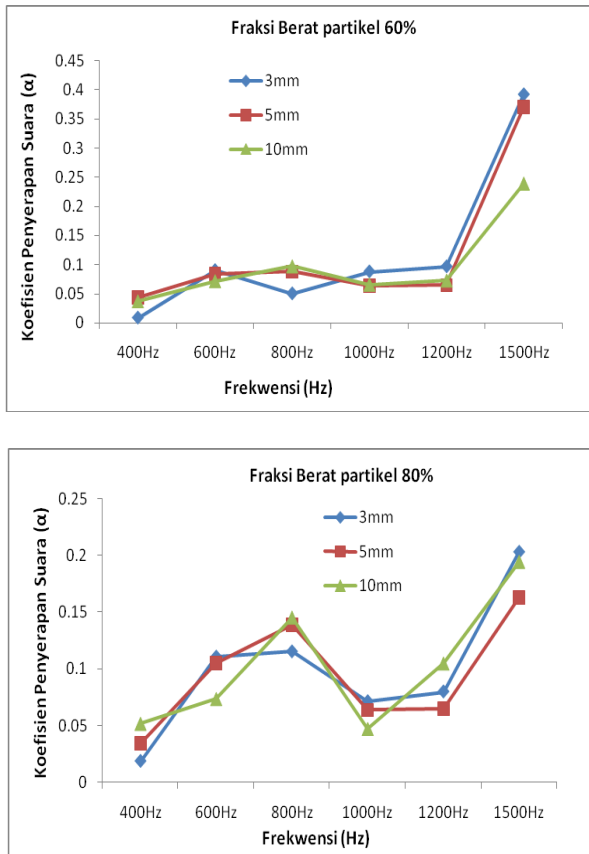 Fraksi Berat partikel 60%
Koefisien Penyerapan Suara (α)
0.45
0.4
0.35
0.3
0.25
0.2
0.15
0.1
0.05
0
3mm
5mm
10mm
400Hz 600Hz 800Hz 1000Hz 1200Hz 1500Hz
Frekwensi (Hz)
Fraksi Berat partikel 80%
Koefisien Penyerapan Suara (α)
0.25
0.2
0.15
0.1
0.05
0
3mm
5mm
10mm
400Hz 600Hz 800Hz 1000Hz 1200Hz 1500Hz
Frekwensi (Hz)